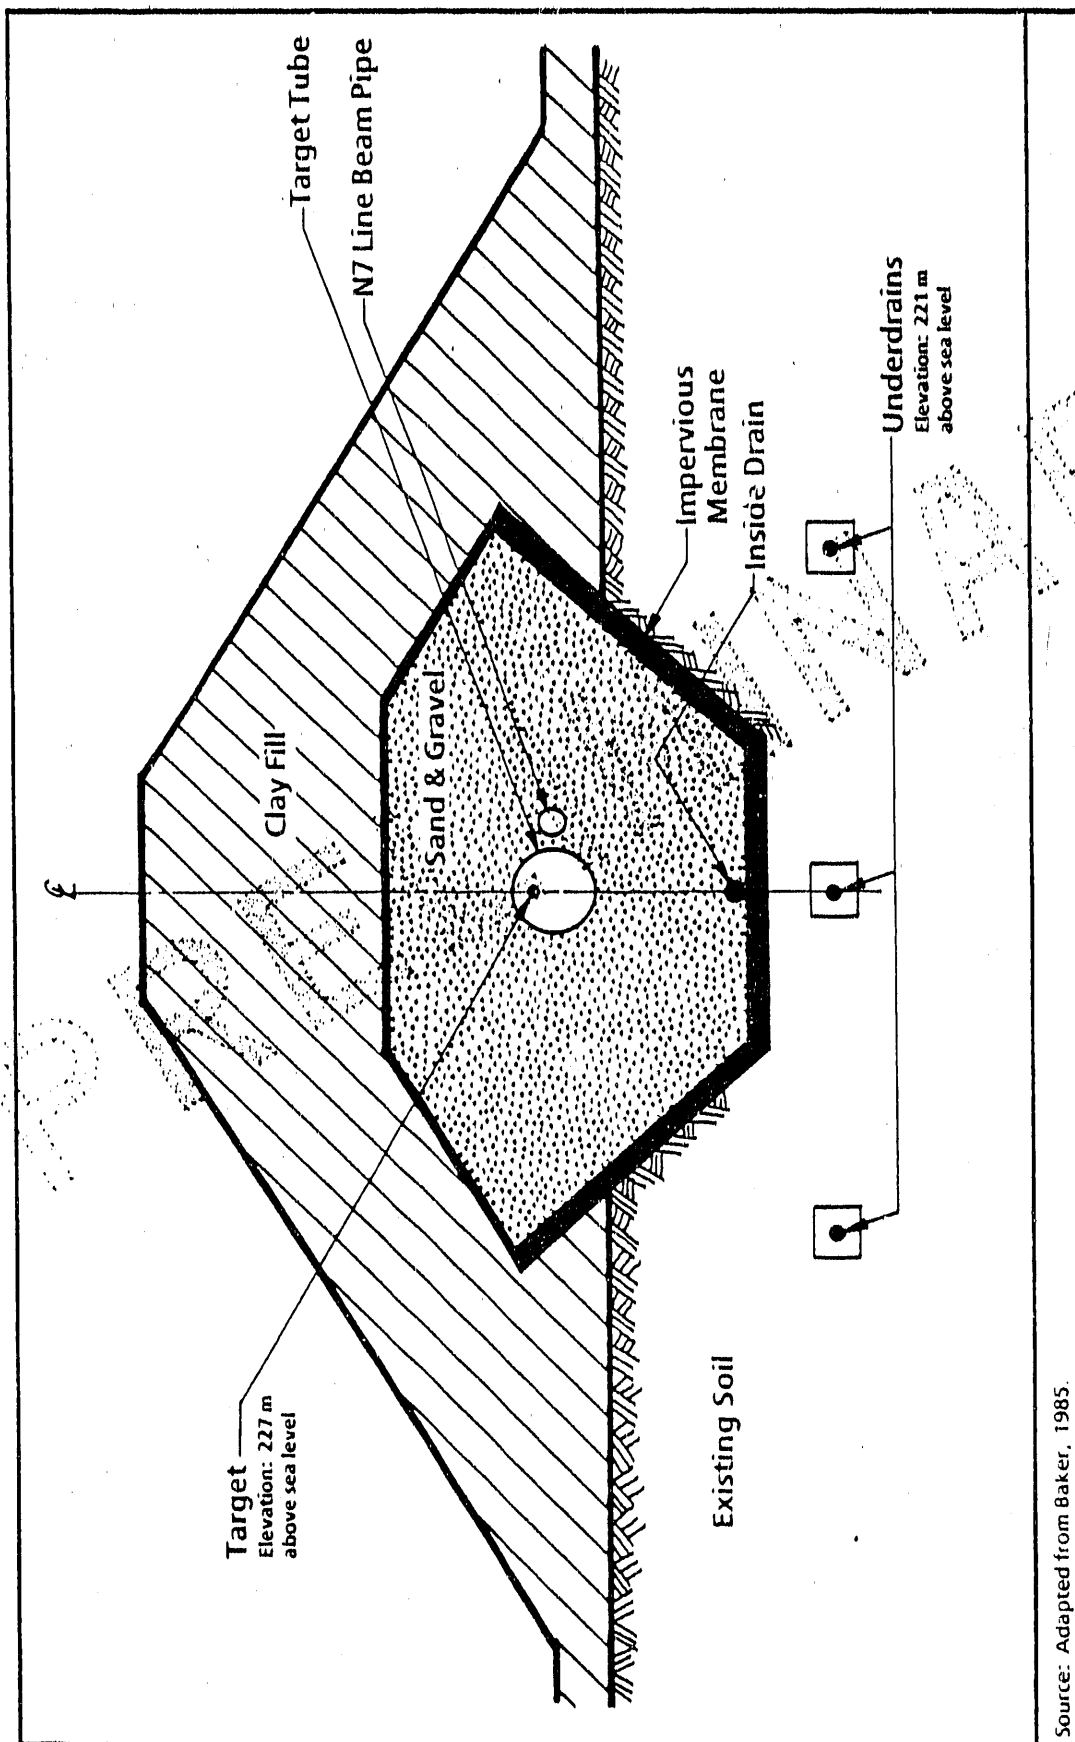 Target Tube
N7 Line Beam Pipe
℄
Clay Fill
Sand & Gravel
Target
Elevation: 227 m
above sea level
Impervious
Membrane
Inside Drain
Existing Soil
Underdrains
Elevation: 221 m
above sea level
Source: Adapted from Baker, 1985.